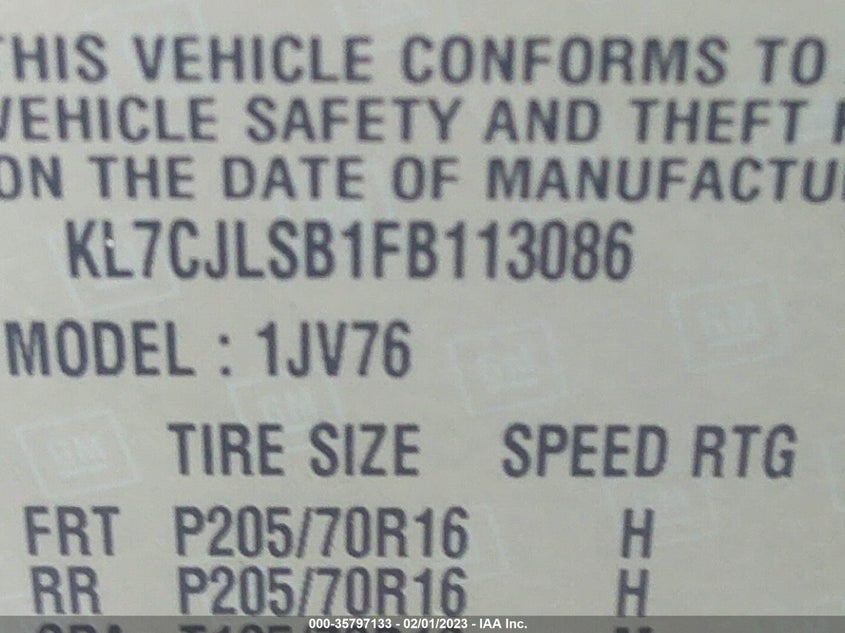 THIS VEHICLE CONFORMS TO
VEHICLE SAFETY AND THEFT
ON THE DATE OF MANUFACTU
KL7CJLSB1FB113086
MODEL : 1JV76
TIRE SIZE SPEED RTG
FRT P205/70R16 H
RR P205/70R16 H
000-35797133 - 02/01/2023 - IAA Inc.